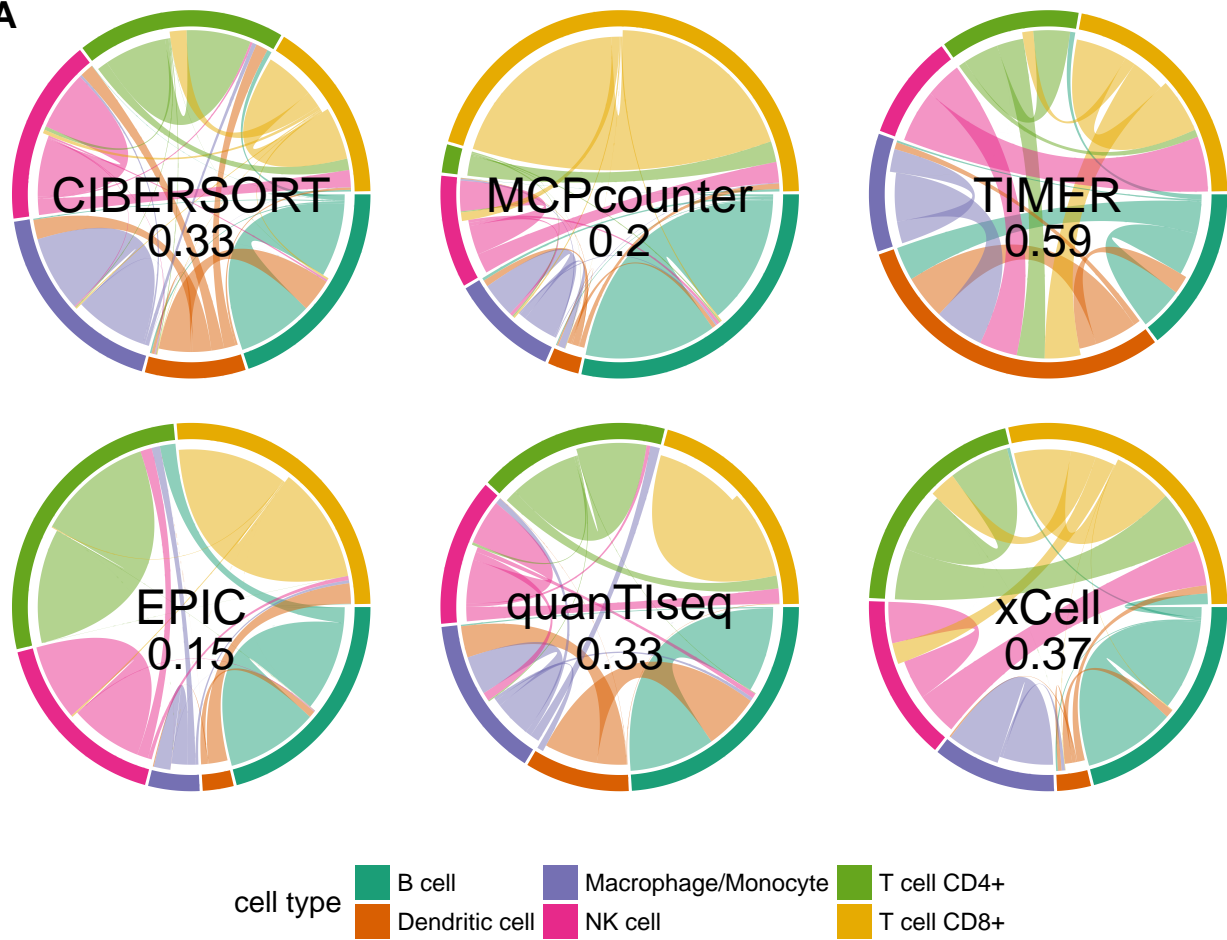 A
CIBERSORT
0.33
MCPcounter
0.2
TIMER
0.59
EPIC
0.15
quanTIseq
0.33
xCell
0.37
cell type
B cell
Macrophage/Monocyte
T cell CD4+
Dendritic cell
NK cell
T cell CD8+